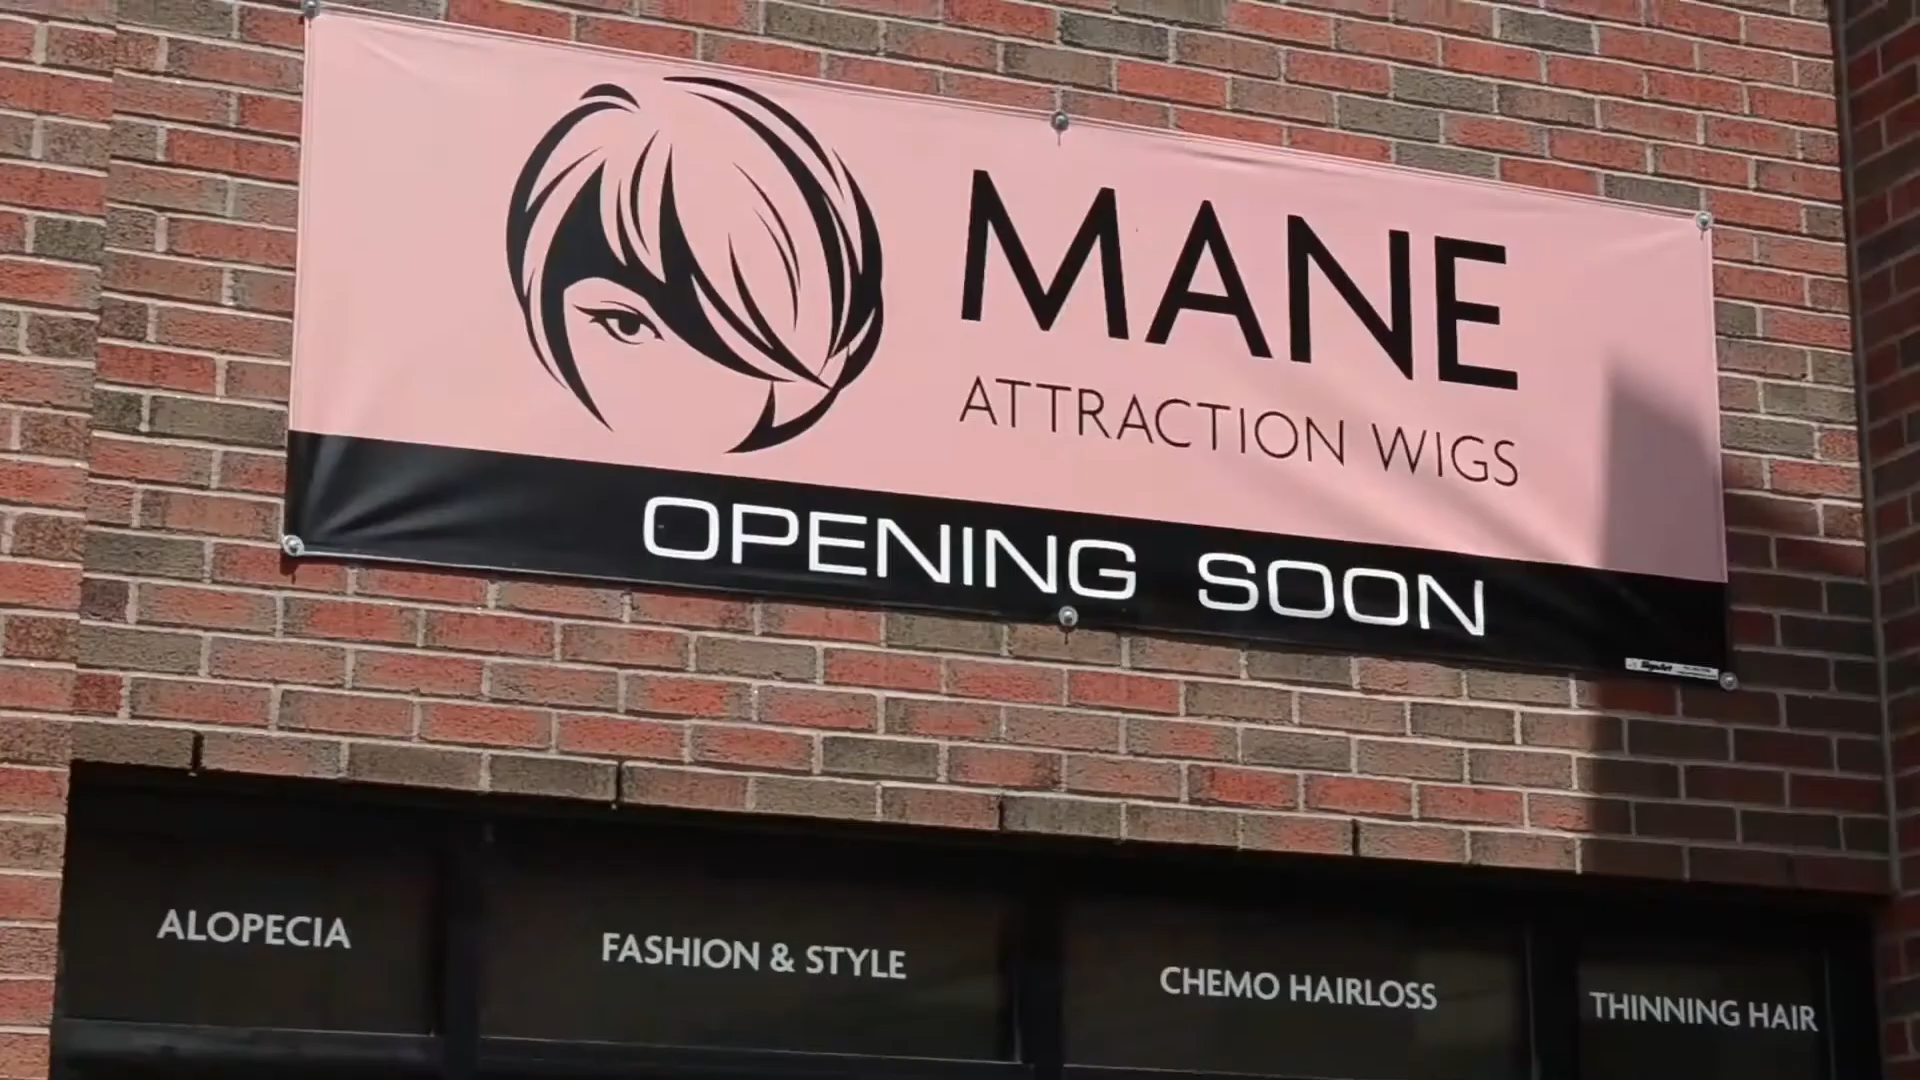 MANE
ATTRACTION WIGS
OPENING SOON
ALOPECIA
FASHION & STYLE
CHEMO HAIRLOSS
THINNING HAIR